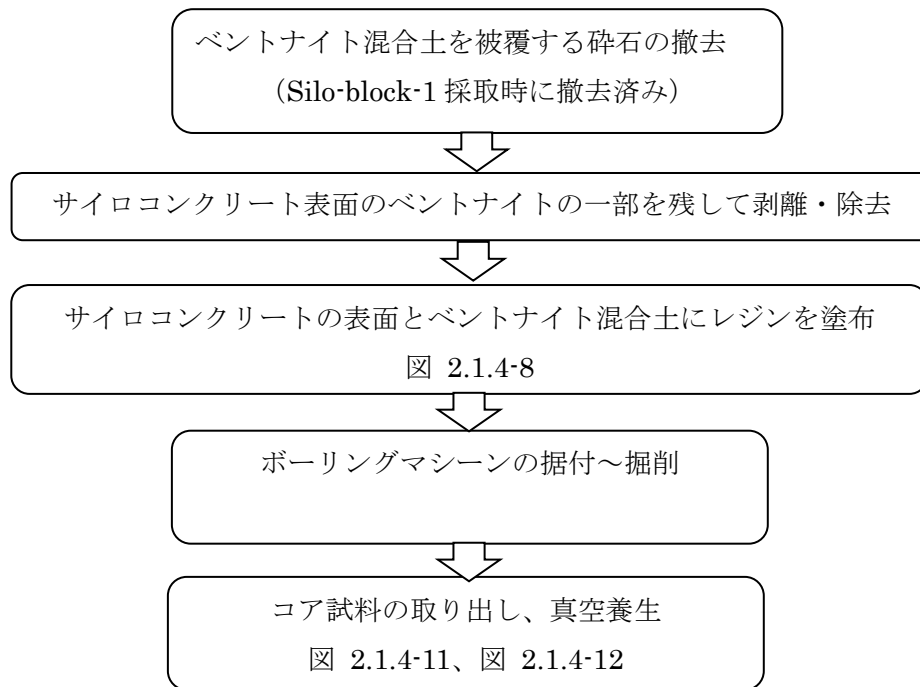 ベントナイト混合土を被覆する砕石の撤去
（Silo-block-1 採取時に撤去済み）
サイロコンクリート表面のベントナイトの一部を残して剥離・除去
サイロコンクリートの表面とベントナイト混合土にレジンを塗布
図 2.1.4-8
ボーリングマシーンの据付～掘削
コア試料の取り出し、真空養生
図 2.1.4-11、図 2.1.4-12